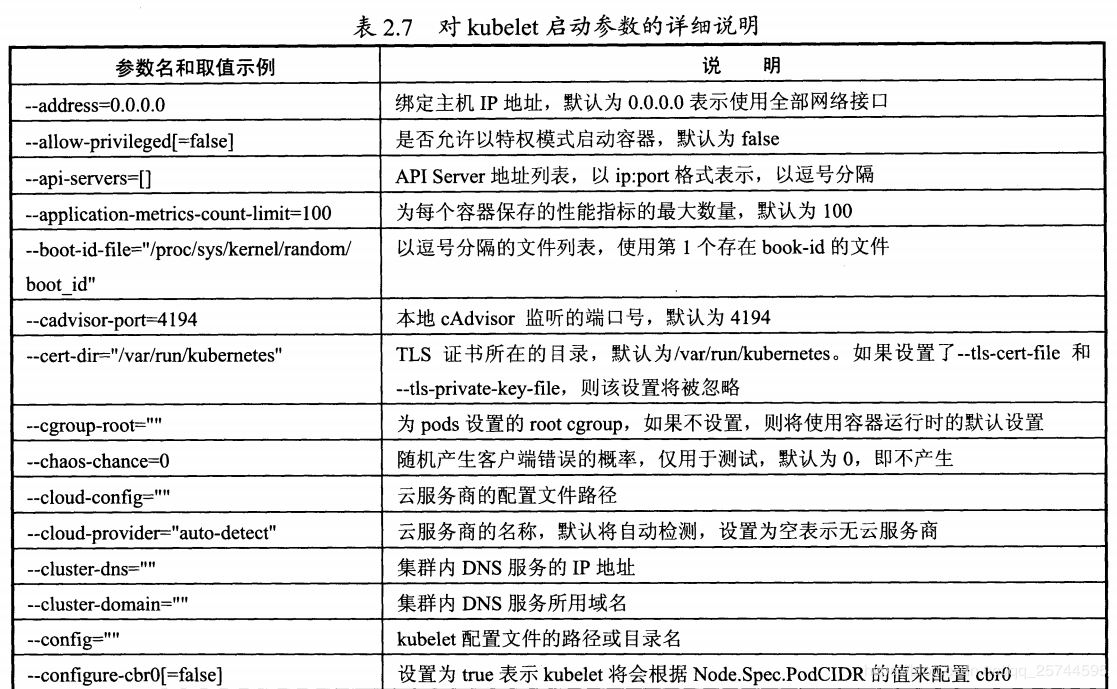 表 2.7 对 kubelet 启动参数的详细说明
参数名和取值示例 说 明
--address=0.0.0.0 绑定主机 IP 地址，默认为 0.0.0.0 表示使用全部网络接口
--allow-privileged[=false] 是否允许以特权模式启动容器，默认为 false
--api-servers=[] API Server 地址列表，以 ip:port 格式表示，以逗号分隔
--application-metrics-count-limit=100 为每个容器保存的性能指标的最大数量，默认为 100
--boot-id-file="/proc/sys/kernel/random/ 以逗号分隔的文件列表，使用第 1 个存在 book-id 的文件
boot_id"
--cadvisor-port=4194 本地 cAdvisor 监听的端口号，默认为 4194
--cert-dir="/var/run/kubernetes" TLS 证书所在的目录，默认为/var/run/kubernetes。如果设置了--tls-cert-file 和
--tls-private-key-file，则该设置将被忽略
--cgroup-root="" 为 pods 设置的 root cgroup，如果不设置，则将使用容器运行时的默认设置
--chaos-chance=0 随机产生客户端错误的概率，仅用于测试，默认为 0，即不产生
--cloud-config="" 云服务商的配置文件路径
--cloud-provider="auto-detect" 云服务商的名称，默认将自动检测，设置为空表示无云服务商
--cluster-dns="" 集群内 DNS 服务的 IP 地址
--cluster-domain="" 集群内 DNS 服务所用域名
--config="" kubelet 配置文件的路径或目录名
--configure-cbr0[=false] 设置为 true 表示 kubelet 将会根据 Node.Spec.PodCIDR 的值来配置 cbr0